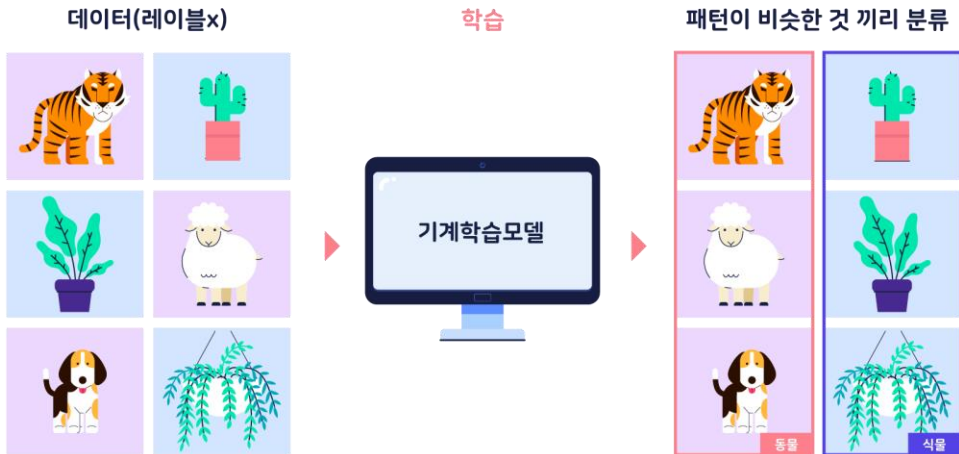 데이터(레이블x)
학습
패턴이 비슷한 것 끼리 분류
기계학습모델
동물
식물